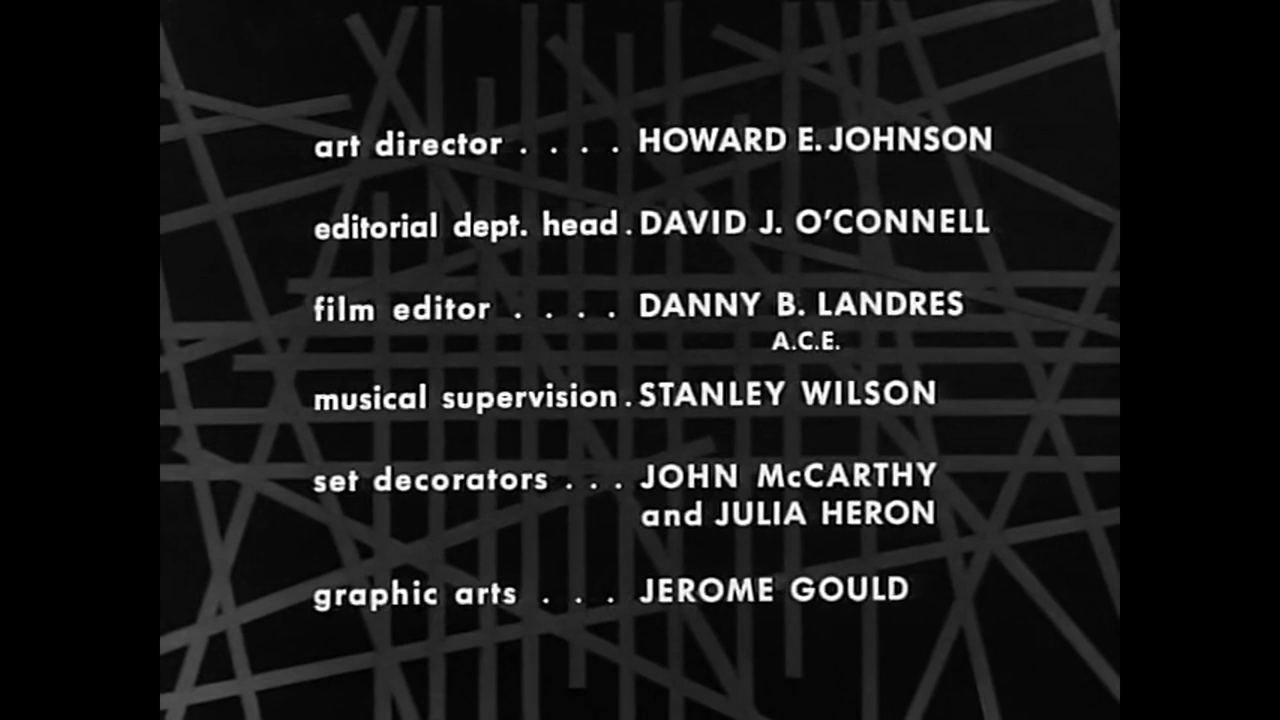 art director . . . . HOWARD E. JOHNSON
editorial dept. head . DAVID J. O'CONNELL
film editor . . . . DANNY B. LANDRES
A.C.E.
musical supervision . STANLEY WILSON
set decorators . . . JOHN McCARTHY
and JULIA HERON
graphic arts . . . JEROME GOULD